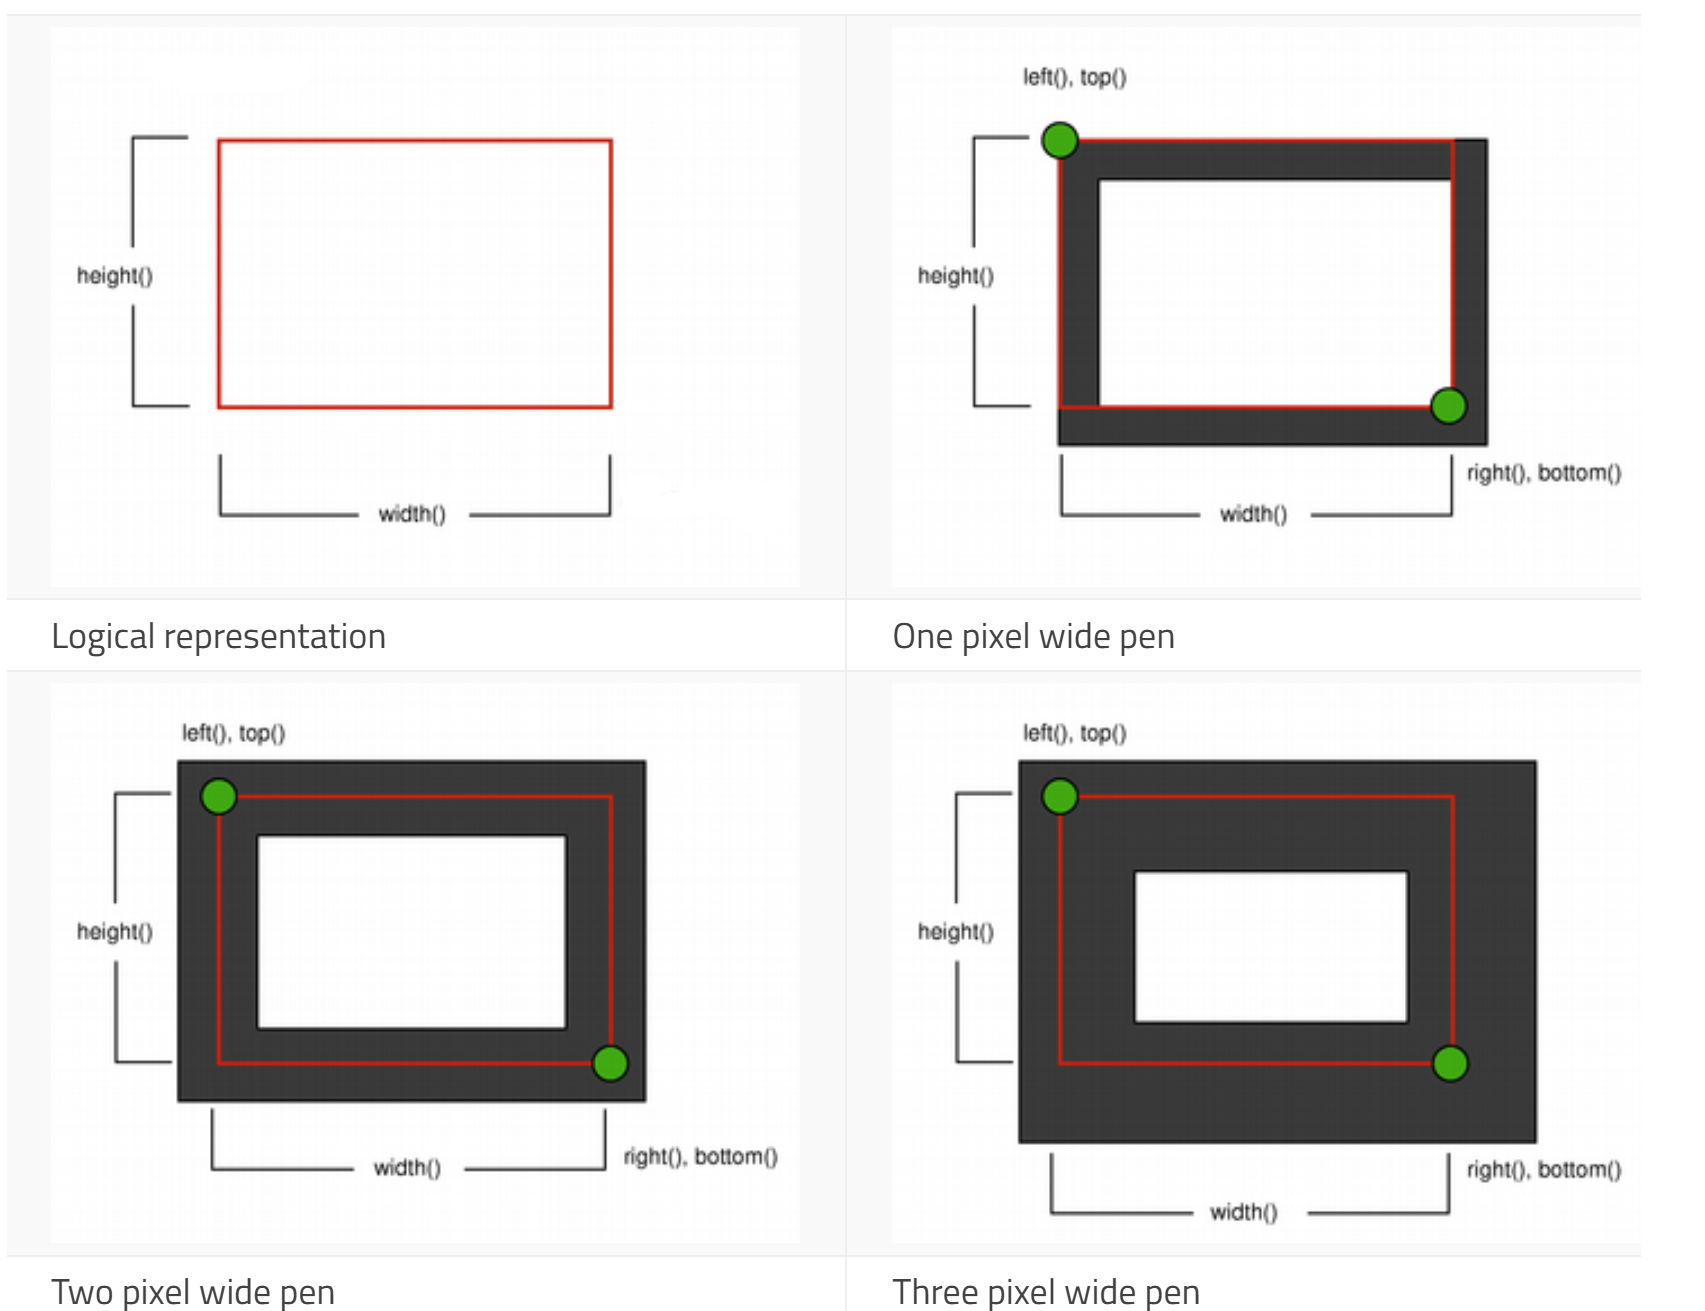 height()
width()
Logical representation
left(), top()
height()
right(), bottom()
width()
One pixel wide pen
left(), top()
height()
right(), bottom()
width()
Two pixel wide pen
left(), top()
height()
right(), bottom()
width()
Three pixel wide pen